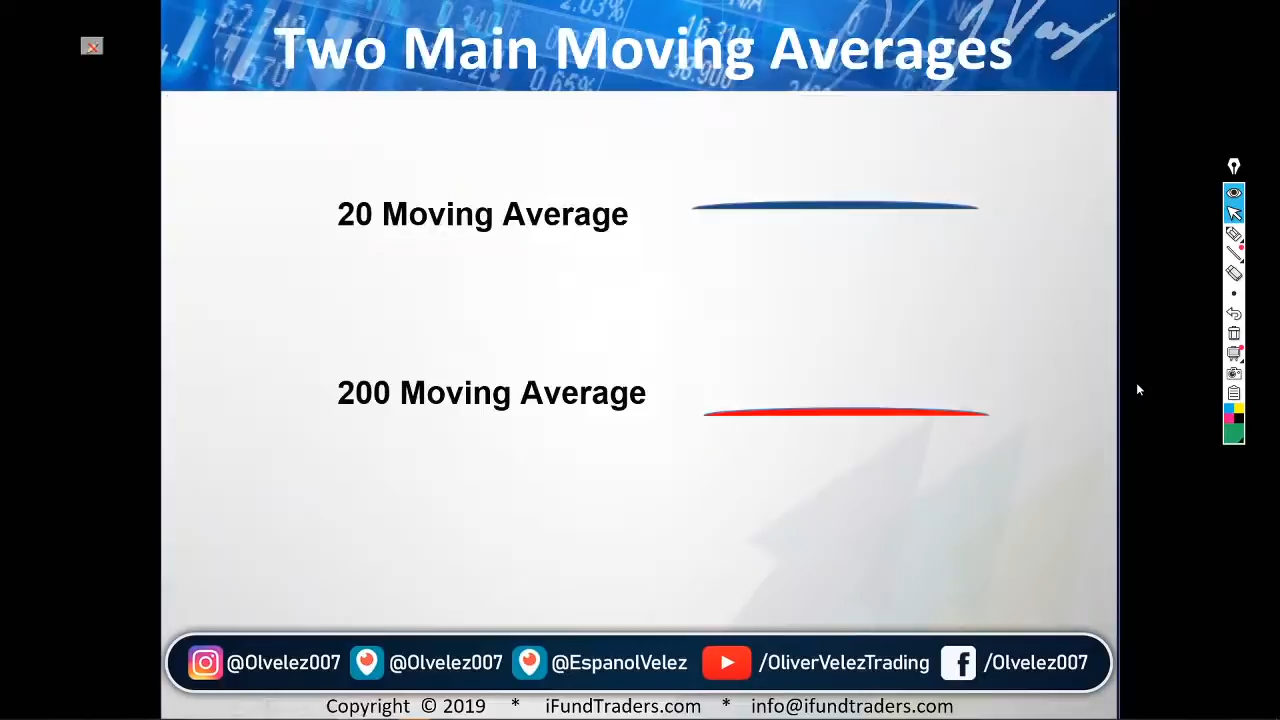 Two Main Moving Averages
20 Moving Average
200 Moving Average
@Olvelez007 @Olvelez007 @EspanolVelez /OliverVelezTrading /Olvelez007
Copyright © 2019 * iFundTraders.com * info@ifundtraders.com